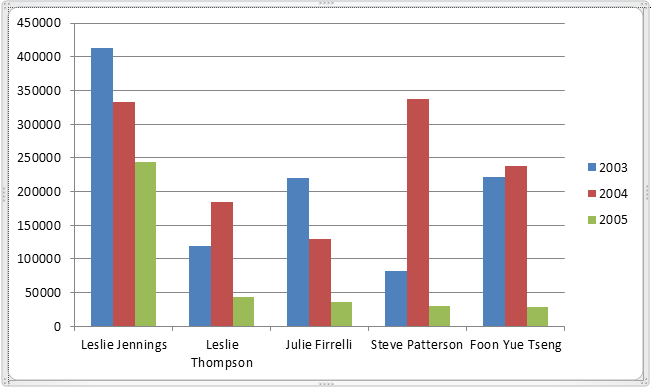 450000
400000
350000
300000
250000
200000
150000
100000
50000
0
Leslie Jennings
Leslie
Thompson
Julie Firrelli
Steve Patterson
Foon Yue Tseng
2003
2004
2005